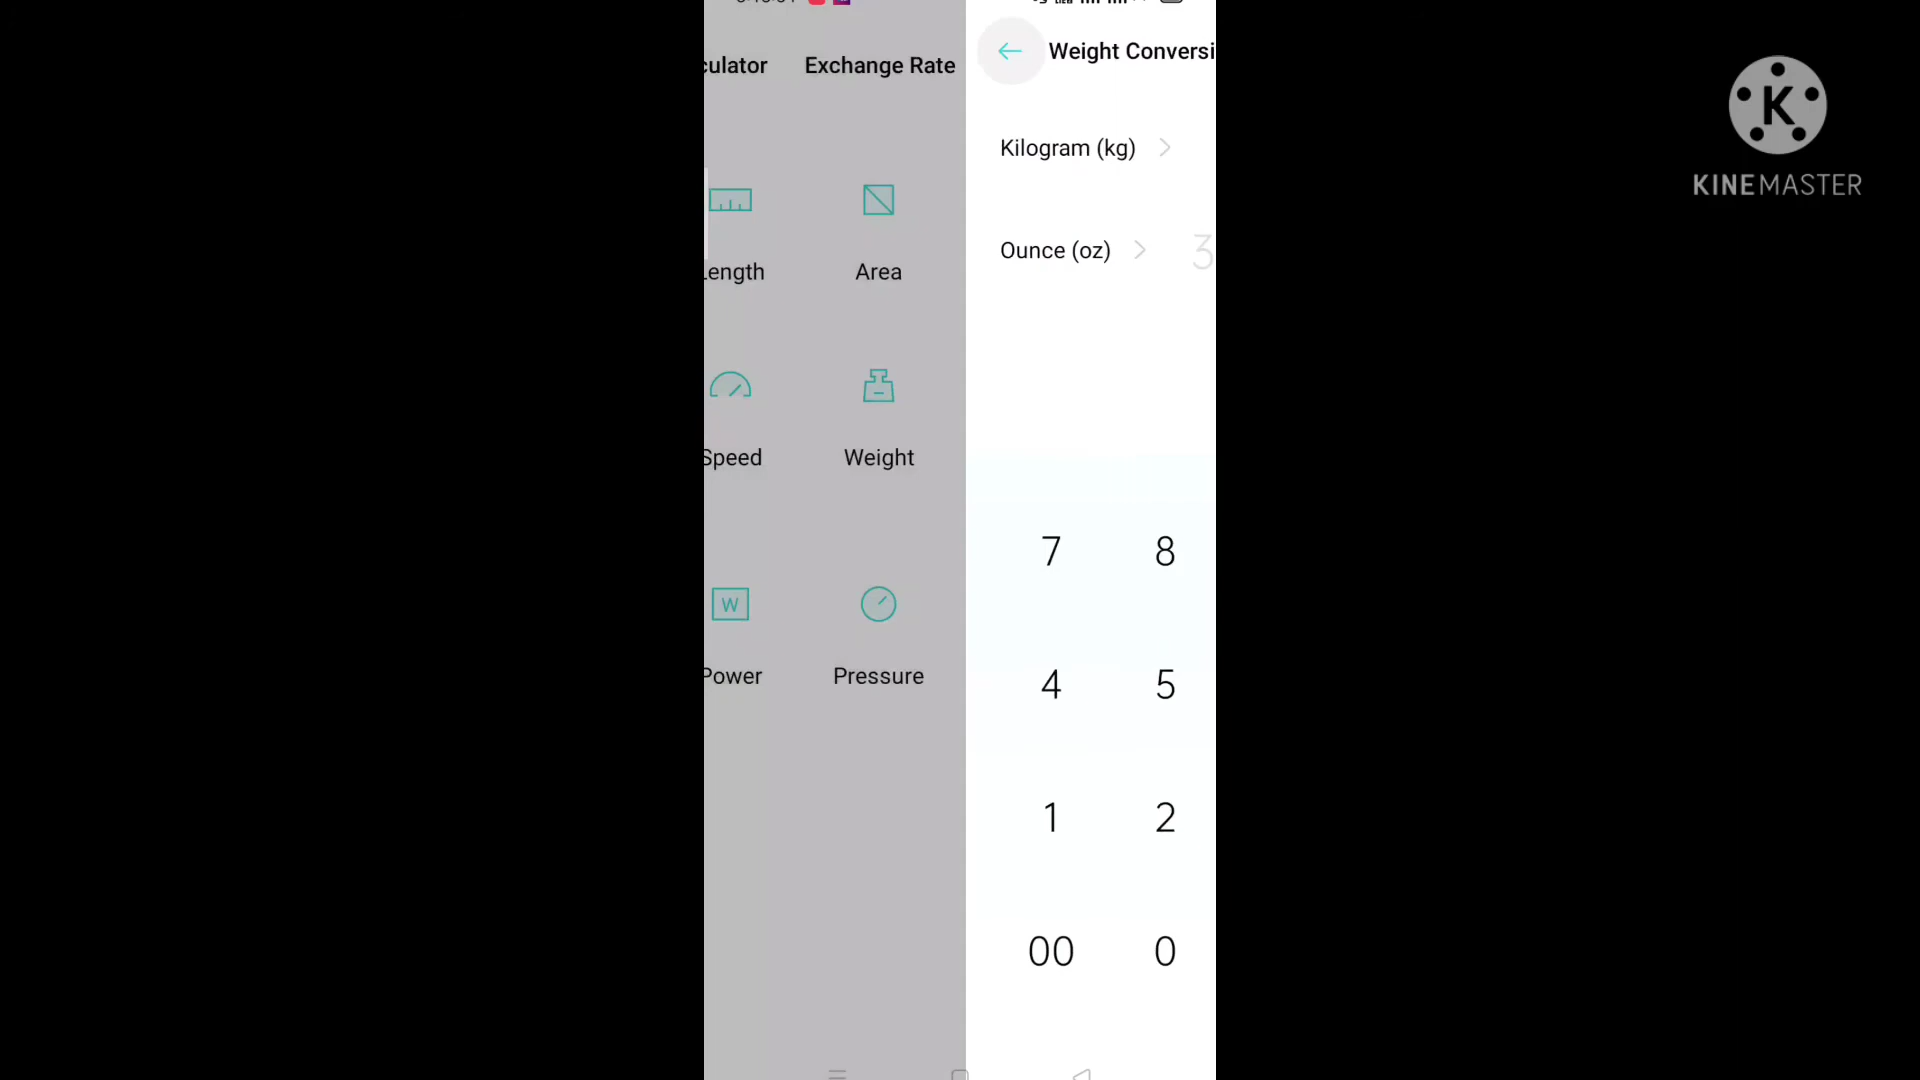 culator Exchange Rate
Length Area
Speed Weight
W
Power Pressure
Weight Conversi
Kilogram (kg)
Ounce (oz) 3
7 8
4 5
1 2
00 0
K
KINEMASTER